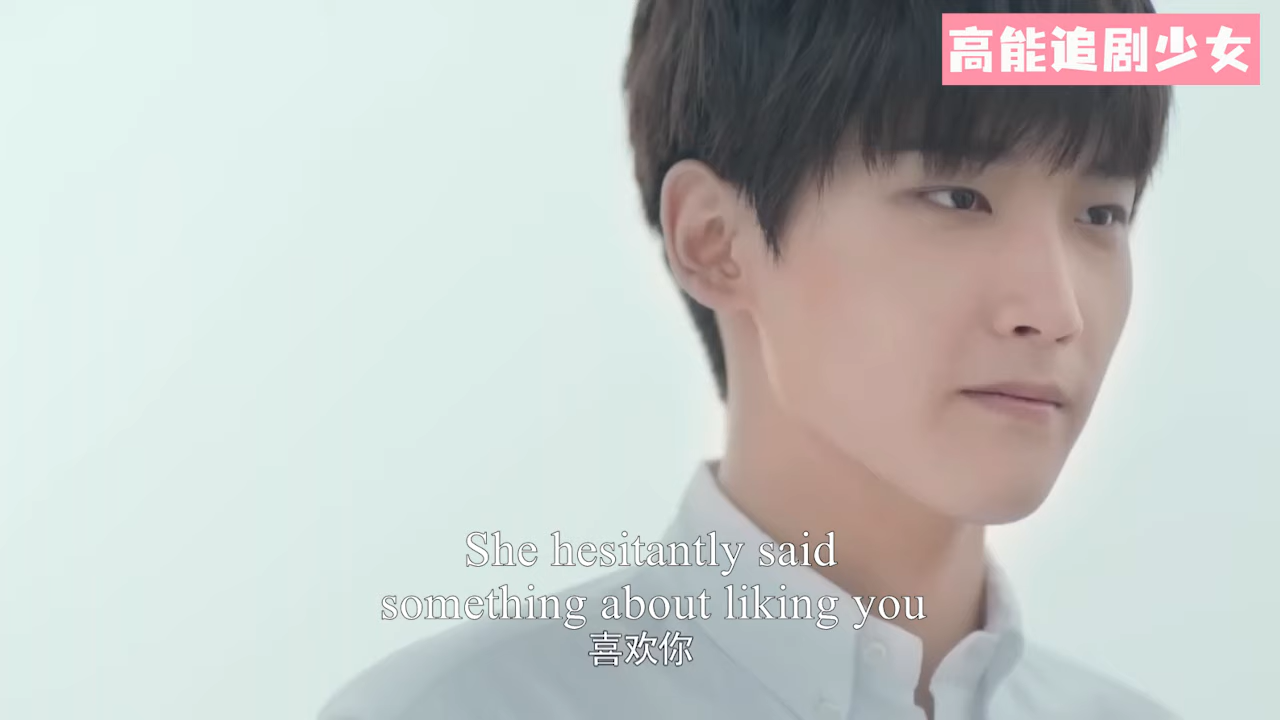 高能追剧少女
She hesitantly said
something about liking you
喜欢你